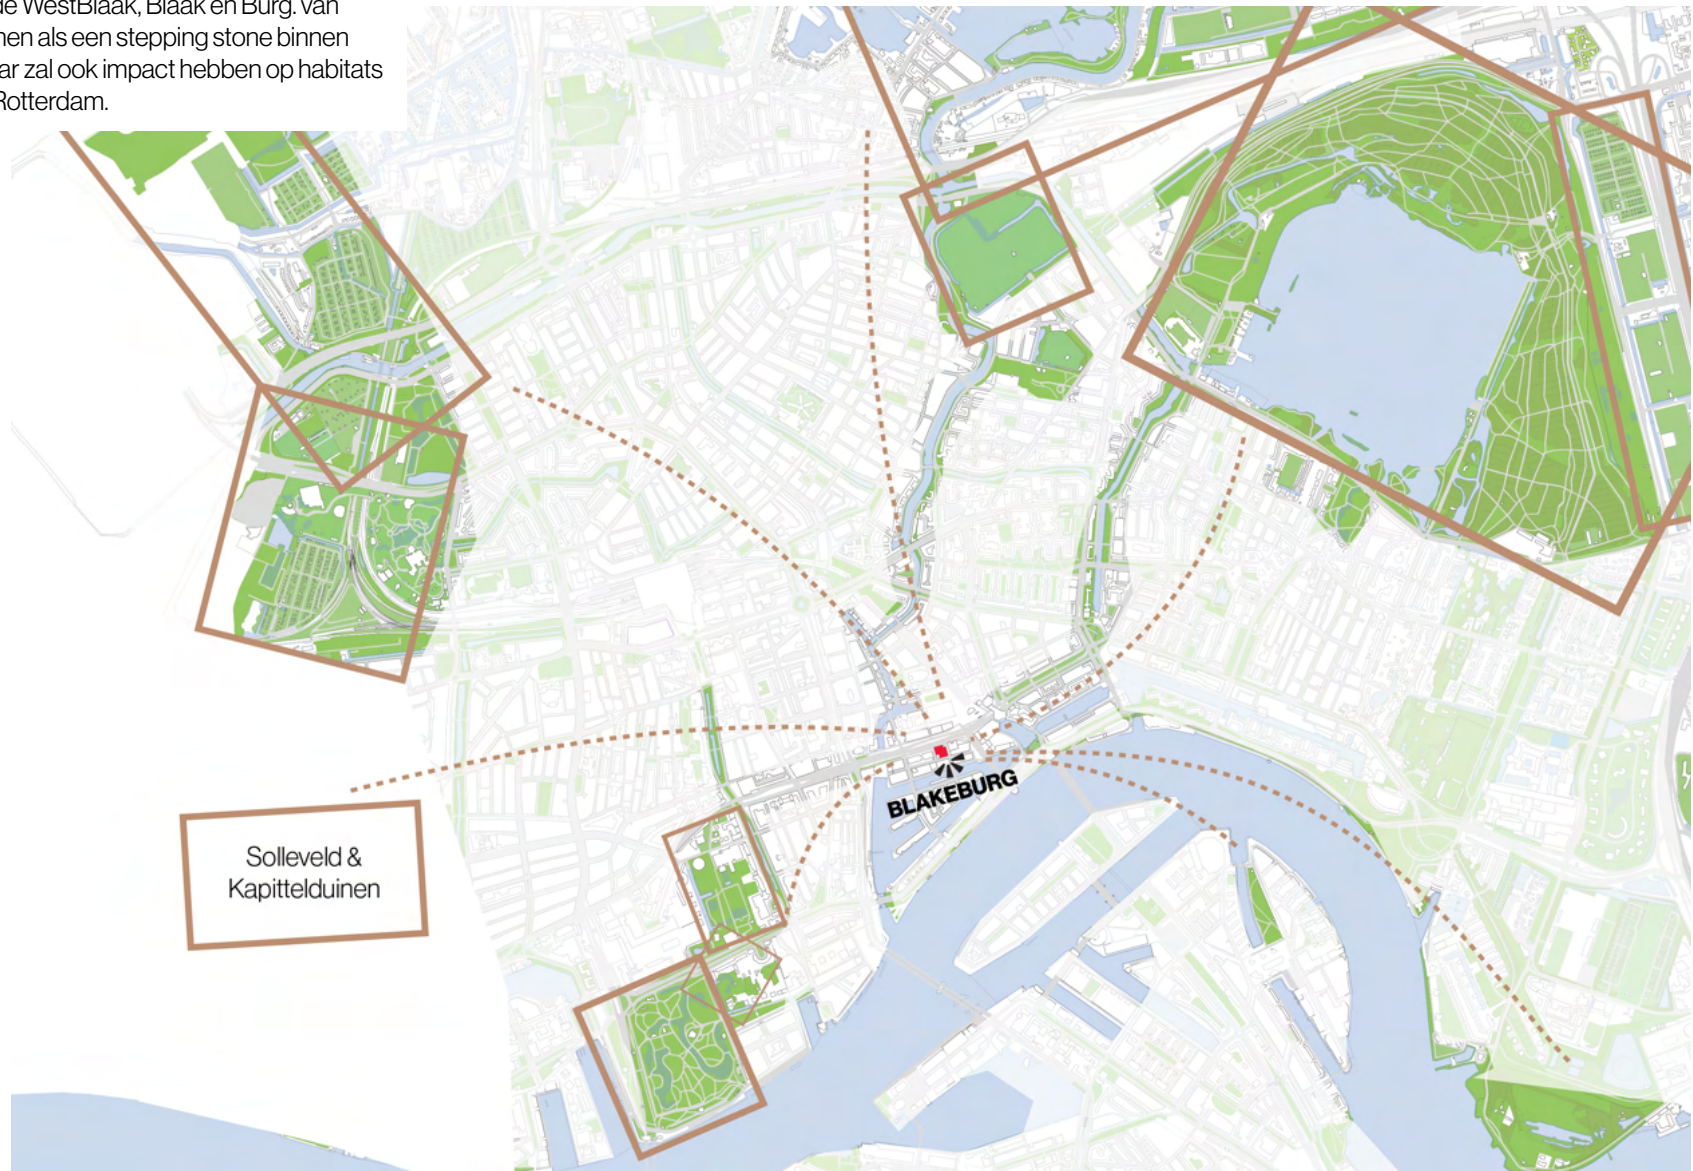 de WestBlaak, Blaak en Burg. van
nen als een stepping stone binnen
ar zal ook impact hebben op habitats
Rotterdam.
BLAKEBURG
Solleveld &
Kapittelduinen